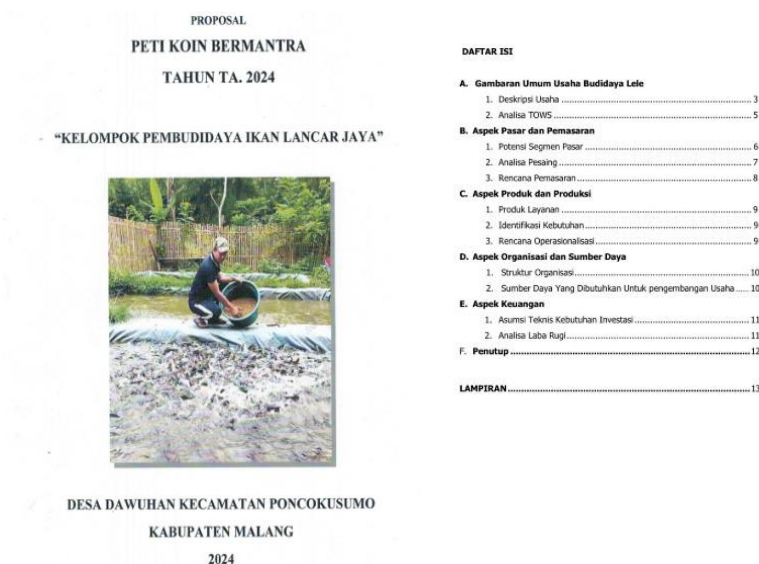 PROPOSAL
PETI KOIN BERMANTRA
TAHUN TA. 2024
“KELOMPOK PEMBUDIDAYA IKAN LANCAR JAYA”
DESA DAWUHAN KECAMATAN PONCOKUSUMO
KABUPATEN MALANG
2024
DAFTAR ISI
A. Gambaran Umum Usaha Budidaya Lele
1. Deskripsi Usaha ........ 3
2. Analisa TOWS ........ 5
B. Aspek Pasar dan Pemasaran
1. Potensi Segmen Pasar ........ 6
2. Analisa Pesaing ........ 7
3. Rencana Pemasaran ........ 8
C. Aspek Produk dan Produksi
1. Produk Layanan ........ 9
2. Identifikasi Kebutuhan ........ 9
3. Rencana Operasionalisasi ........ 9
D. Aspek Organisasi dan Sumber Daya
1. Struktur Organisasi ........ 10
2. Sumber Daya Yang Dibutuhkan Untuk pengembangan Usaha ..... 10
E. Aspek Keuangan
1. Asumsi Teknis Kebutuhan Investasi ........ 11
2. Analisa Laba Rugi ........ 11
F. Penutup ........ 12
LAMPIRAN ........ 13